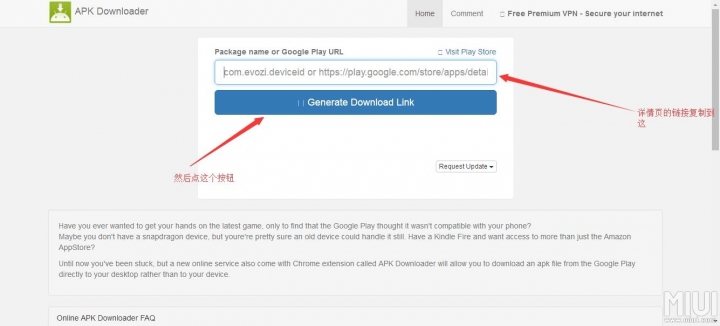 APK Downloader
Home
Comment
Free Premium VPN - Secure your internet
Package name or Google Play URL
Visit Play Store
com.evozi.deviceid or https://play.google.com/store/apps/detai
Generate Download Link
详情页的链接复制到
这
然后点这个按钮
Request Update
Have you ever wanted to get your hands on the latest game, only to find that the Google Play thought it wasn't compatible with your phone?
Maybe you don't have a snapdragon device, but youre're pretty sure an old device could handle it still. Have a Kindle Fire and want access to more than just the Amazon
AppStore?
Until now you've been stuck, but a new online service also come with Chrome extension called APK Downloader will allow you to download an apk file from the Google Play
directly to your desktop rather than to your device.
Online APK Downloader FAQ
MIUI
www.miui.com